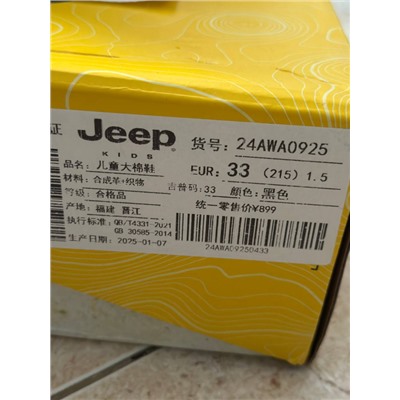 证 Jeep 货号: 24AWA0925
KIDS
品名: 儿童大棉鞋 EUR: 33 (215) 1.5
材料: 合成革+织物 吉普码: 33 颜色: 黑色
等级: 合格品 统一零售价¥899
产地: 福建 晋江
执行标准: QB/T4331-2021
GB 30585-2014
生产日期: 2025-01-07
24AWA09250433